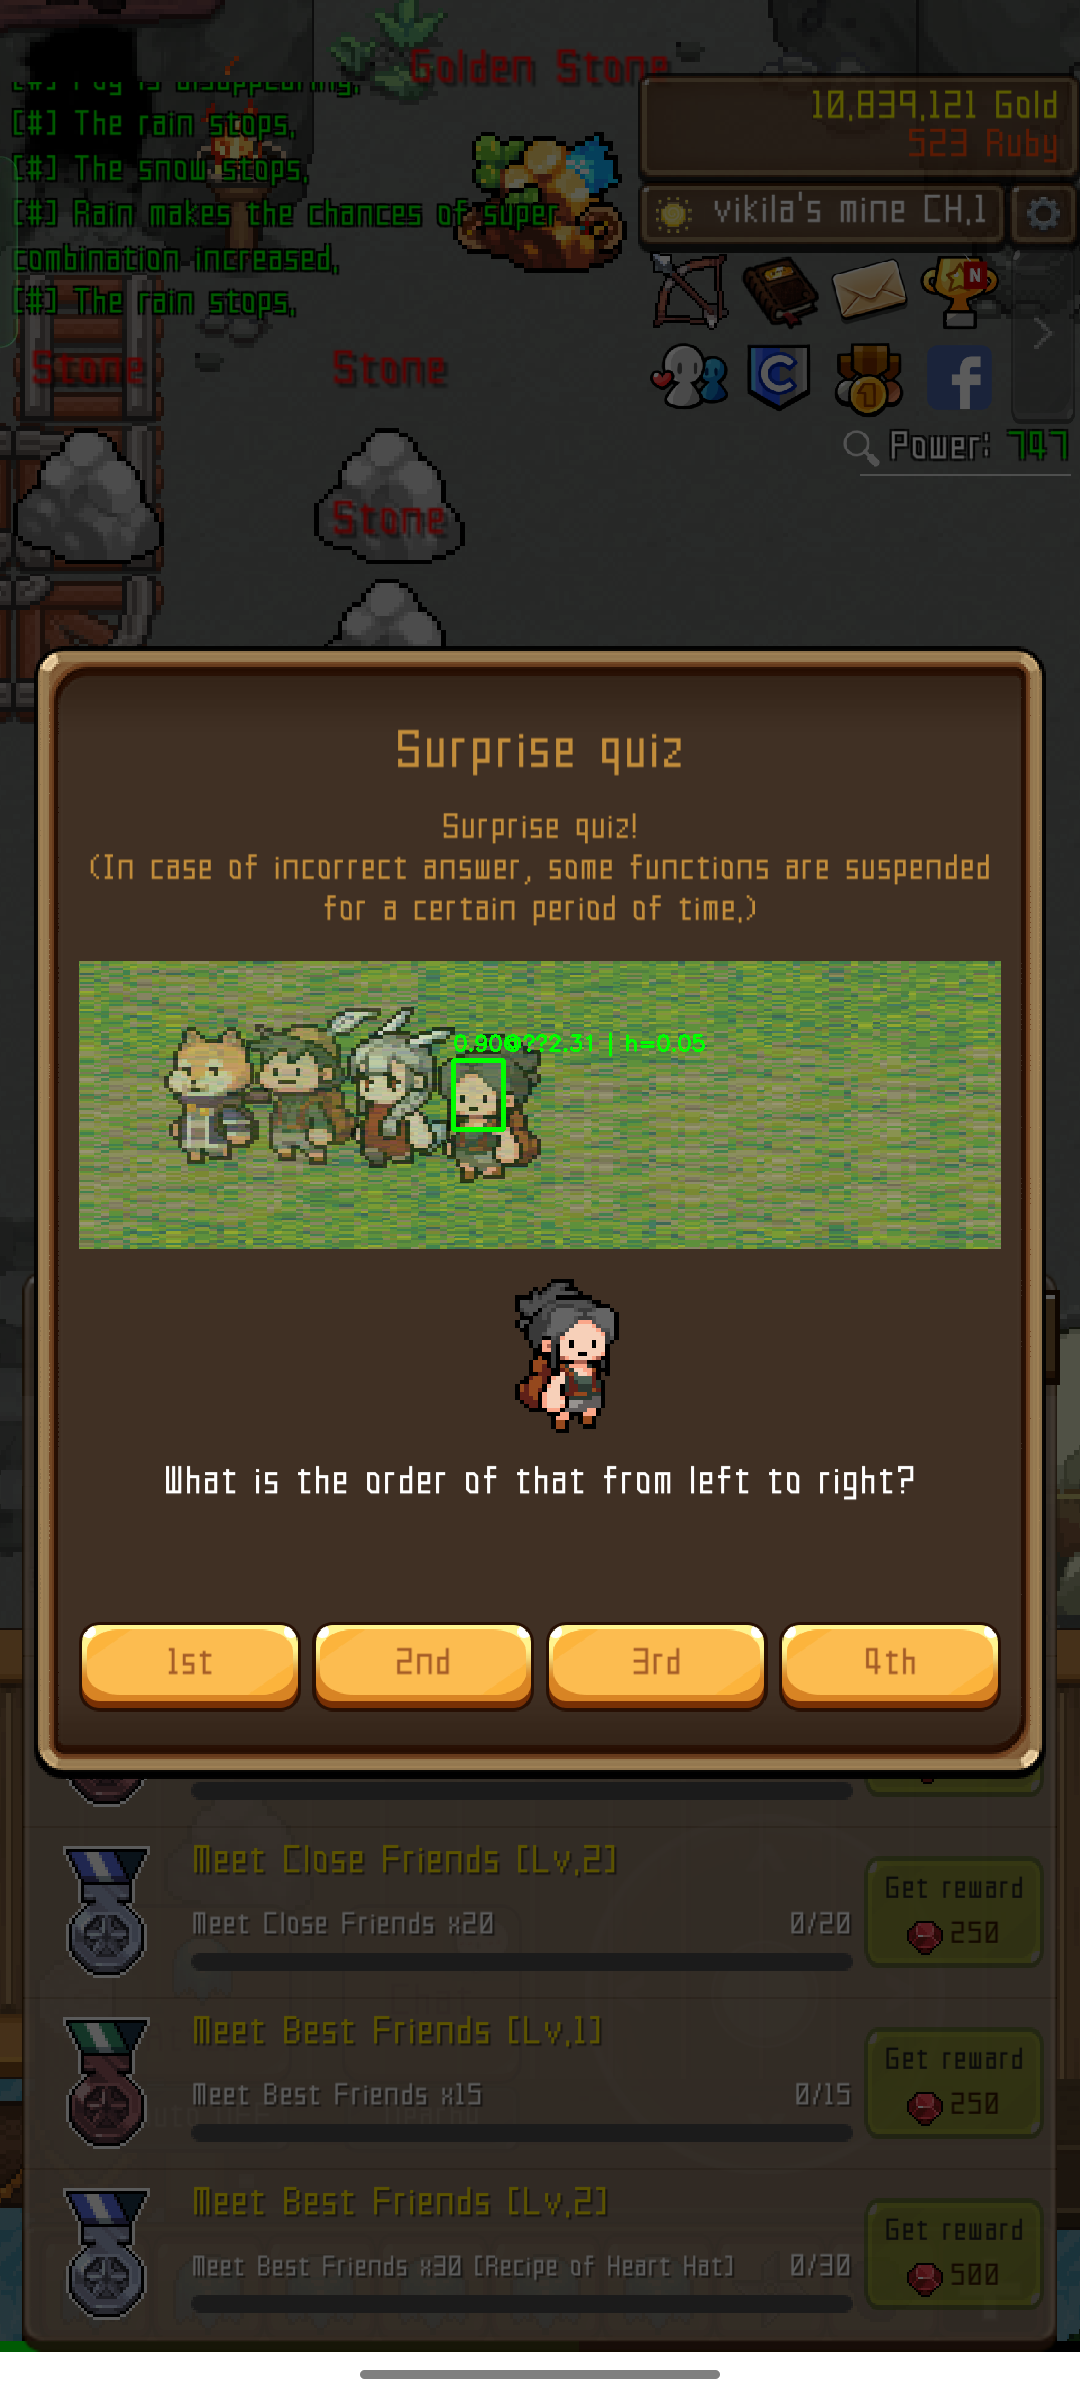 Golden Stone
[#] The rain stops.
[#] The snow stops.
[#] Rain makes the chances of super
combination increased.
[#] The rain stops.
10,839,121 Gold
523 Ruby
vikila's mine CH.1
N
C
1
f
Power: 747
Stone
Stone
Stone
Surprise quiz
Surprise quiz!
(In case of incorrect answer, some functions are suspended
for a certain period of time.)
| h=0.05
What is the order of that from left to right?
1st
2nd
3rd
4th
Meet Close Friends [Lv.2]
Meet Close Friends x20
0/20
Get reward
250
Meet Best Friends [Lv.1]
Meet Best Friends x15
0/15
Get reward
250
Meet Best Friends [Lv.2]
Meet Best Friends x30 [Recipe of Heart Hat]
0/30
Get reward
500